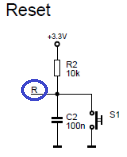 Reset
+3.3V
R2
10k
R
C2
100n
S1